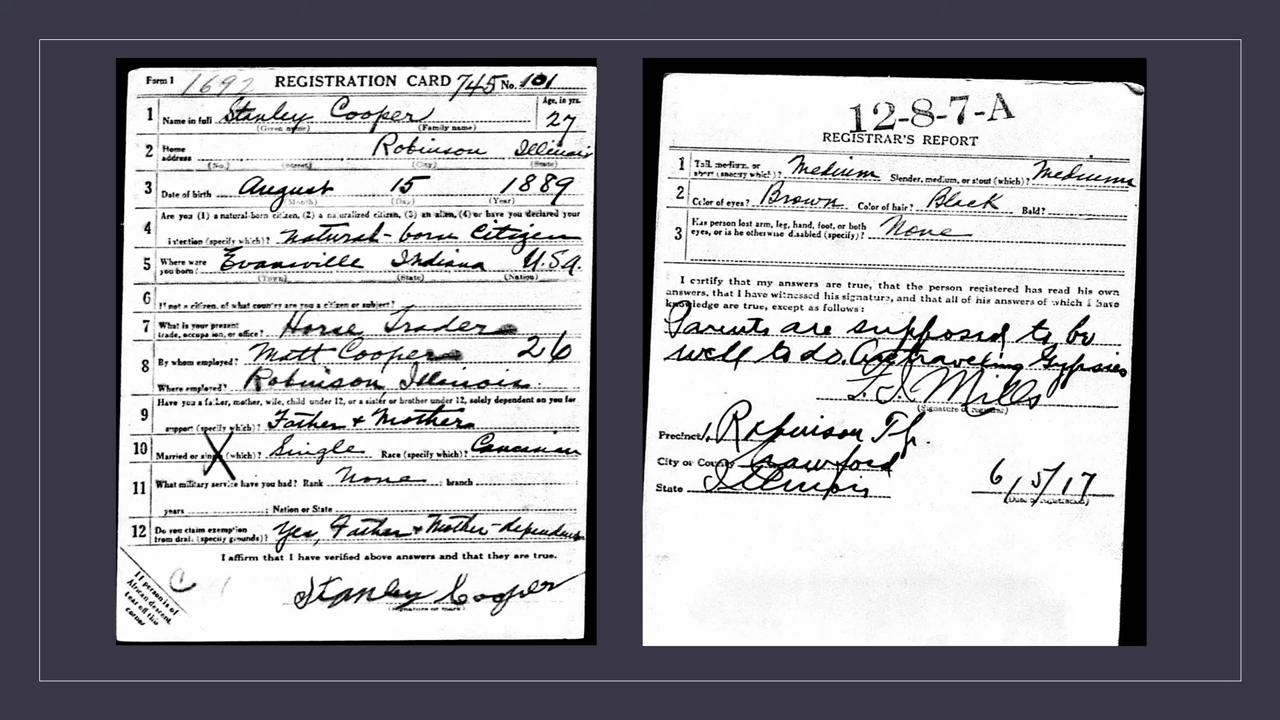 Form 1 1697 REGISTRATION CARD 745 No. 101
1 Name in full Stanley Cooper Age, in yrs. 27
(Given name) (Family name)
2 Home address Robinson Illinois
(No.) (Street) (City) (State)
3 Date of birth August 15 1889
(Month) (Day) (Year)
4 Are you (1) a natural-born citizen, (2) a naturalized citizen, (3) an alien, (4) or have you declared your
intention (specify which)? natural-born Citizen
5 Where were you born? Evansville Indiana U.S.A.
(Town) (State) (Nation)
6 If not a citizen, of what country are you a citizen or subject?
7 What is your present trade, occupation, or office? Horse Trader
8 By whom employed? Matt Cooper 26
Where employed? Robinson Illinois
9 Have you a father, mother, wife, child under 12, or a sister or brother under 12, solely dependent on you for
support (specify which)? Father + Mother
10 Married or single (which)? Single Race (specify which)? Caucasian
11 What military service have you had? Rank None ; branch
years ; Nation or State
12 Do you claim exemption from draft (specify grounds)? Yes, Father + Mother-dependent
I affirm that I have verified above answers and that they are true.
C
Stanley Cooper
(Signature or mark)
If person is of
African descent,
tear off this
corner
12-8-7-A
REGISTRAR'S REPORT
1 Tall, medium, or short (specify which)? Medium Slender, medium, or stout (which)? Medium
2 Color of eyes? Brown Color of hair? Black Bald?
3 Has person lost arm, leg, hand, foot, or both
eyes, or is he otherwise disabled (specify)? None
I certify that my answers are true, that the person registered has read his own
answers, that I have witnessed his signature, and that all of his answers of which I have
knowledge are true, except as follows:
Parents are supposed to be
well to do. traveling Gypsies
Mills
(Signature of registrar)
Precinct 1, Robinson Tp.
City or County Crawford
State Illinois 6/5/17
(Date of registration)